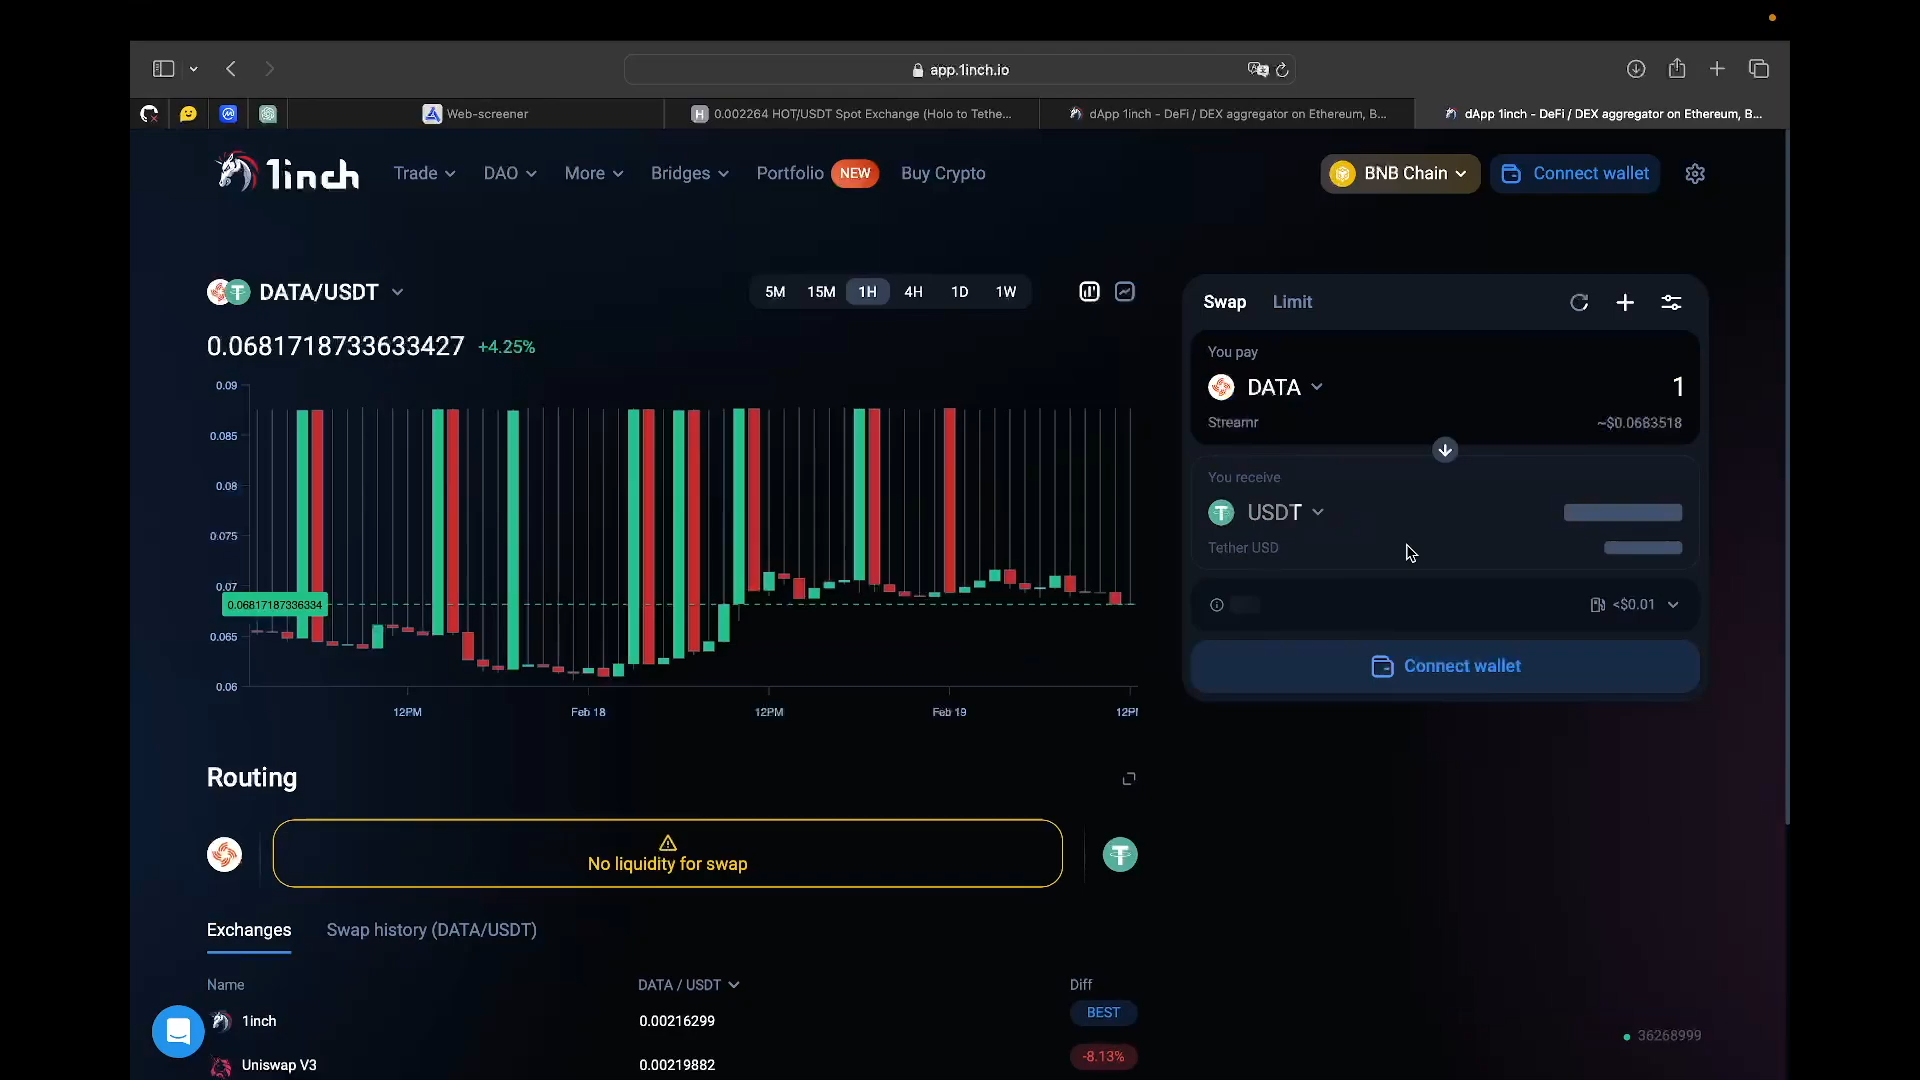 app.1inch.io
Web-screener
H 0.002264 HOT/USDT Spot Exchange (Holo to Tethe...
dApp 1inch - DeFi / DEX aggregator on Ethereum, B...
dApp 1inch - DeFi / DEX aggregator on Ethereum, B...
1inch
Trade
DAO
More
Bridges
Portfolio NEW
Buy Crypto
BNB Chain
Connect wallet
DATA/USDT
5M 15M 1H 4H 1D 1W
0.0681718733633427 +4.25%
0.09
0.085
0.08
0.075
0.07
0.06817187336334
0.065
0.06
12PM
Feb 18
12PM
Feb 19
12PM
Swap Limit
You pay
DATA 1
Streamr ~$0.0683518
You receive
USDT
Tether USD
<$0.01
Connect wallet
Routing
No liquidity for swap
Exchanges
Swap history (DATA/USDT)
Name DATA / USDT Diff
1inch 0.00216299 BEST
Uniswap V3 0.00219882 -8.13%
36268999